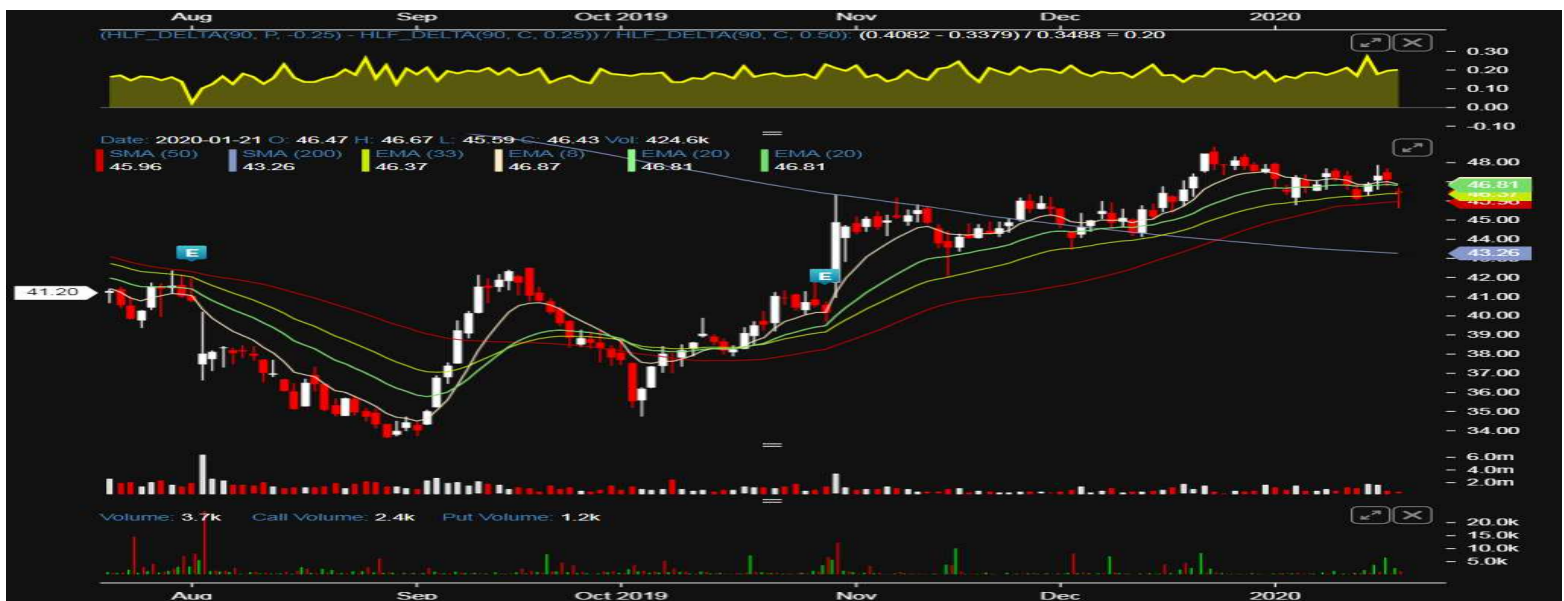 Aug Sep Oct 2019 Nov Dec 2020
(HLF_DELTA(90, P, -0.25) - HLF_DELTA(90, C, 0.25)) / HLF_DELTA(90, C, 0.50): (0.4082 - 0.3379) / 0.3488 = 0.20
0.30
0.20
0.10
0.00
-0.10
Date: 2020-01-21 O: 46.47 H: 46.67 L: 45.59 C: 46.43 Vol: 424.6k
SMA (50) SMA (200) EMA (33) EMA (8) EMA (20) EMA (20)
45.96 43.26 46.37 46.87 46.81 46.81
48.00
46.81
46.37
45.96
45.00
44.00
E
43.26
42.00
E
41.20
41.00
40.00
39.00
38.00
37.00
36.00
35.00
34.00
6.0m
4.0m
2.0m
Volume: 3.7k Call Volume: 2.4k Put Volume: 1.2k
20.0k
15.0k
10.0k
5.0k
Aug Sep Oct 2019 Nov Dec 2020